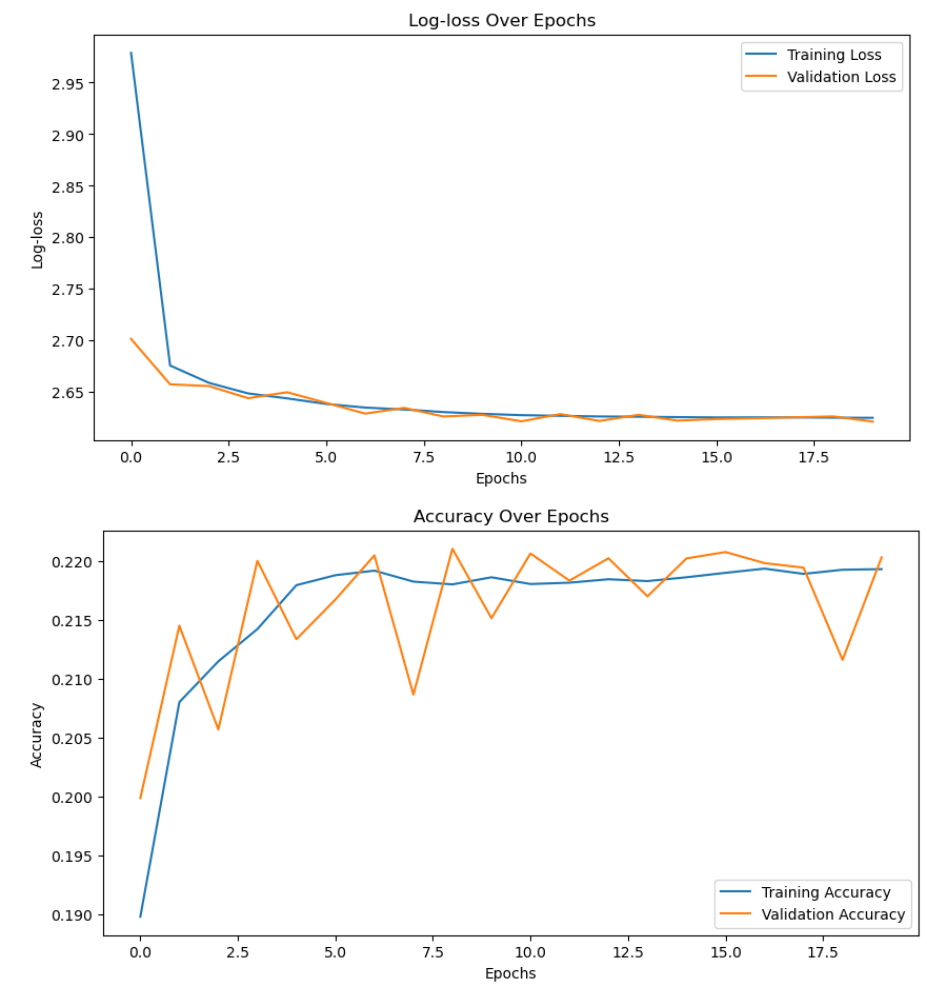 Log-loss Over Epochs
Training Loss
Validation Loss
2.95
2.90
2.85
2.80
2.75
2.70
2.65
Log-loss
0.0 2.5 5.0 7.5 10.0 12.5 15.0 17.5
Epochs
Accuracy Over Epochs
0.220
0.215
0.210
0.205
0.200
0.195
0.190
Accuracy
Training Accuracy
Validation Accuracy
0.0 2.5 5.0 7.5 10.0 12.5 15.0 17.5
Epochs